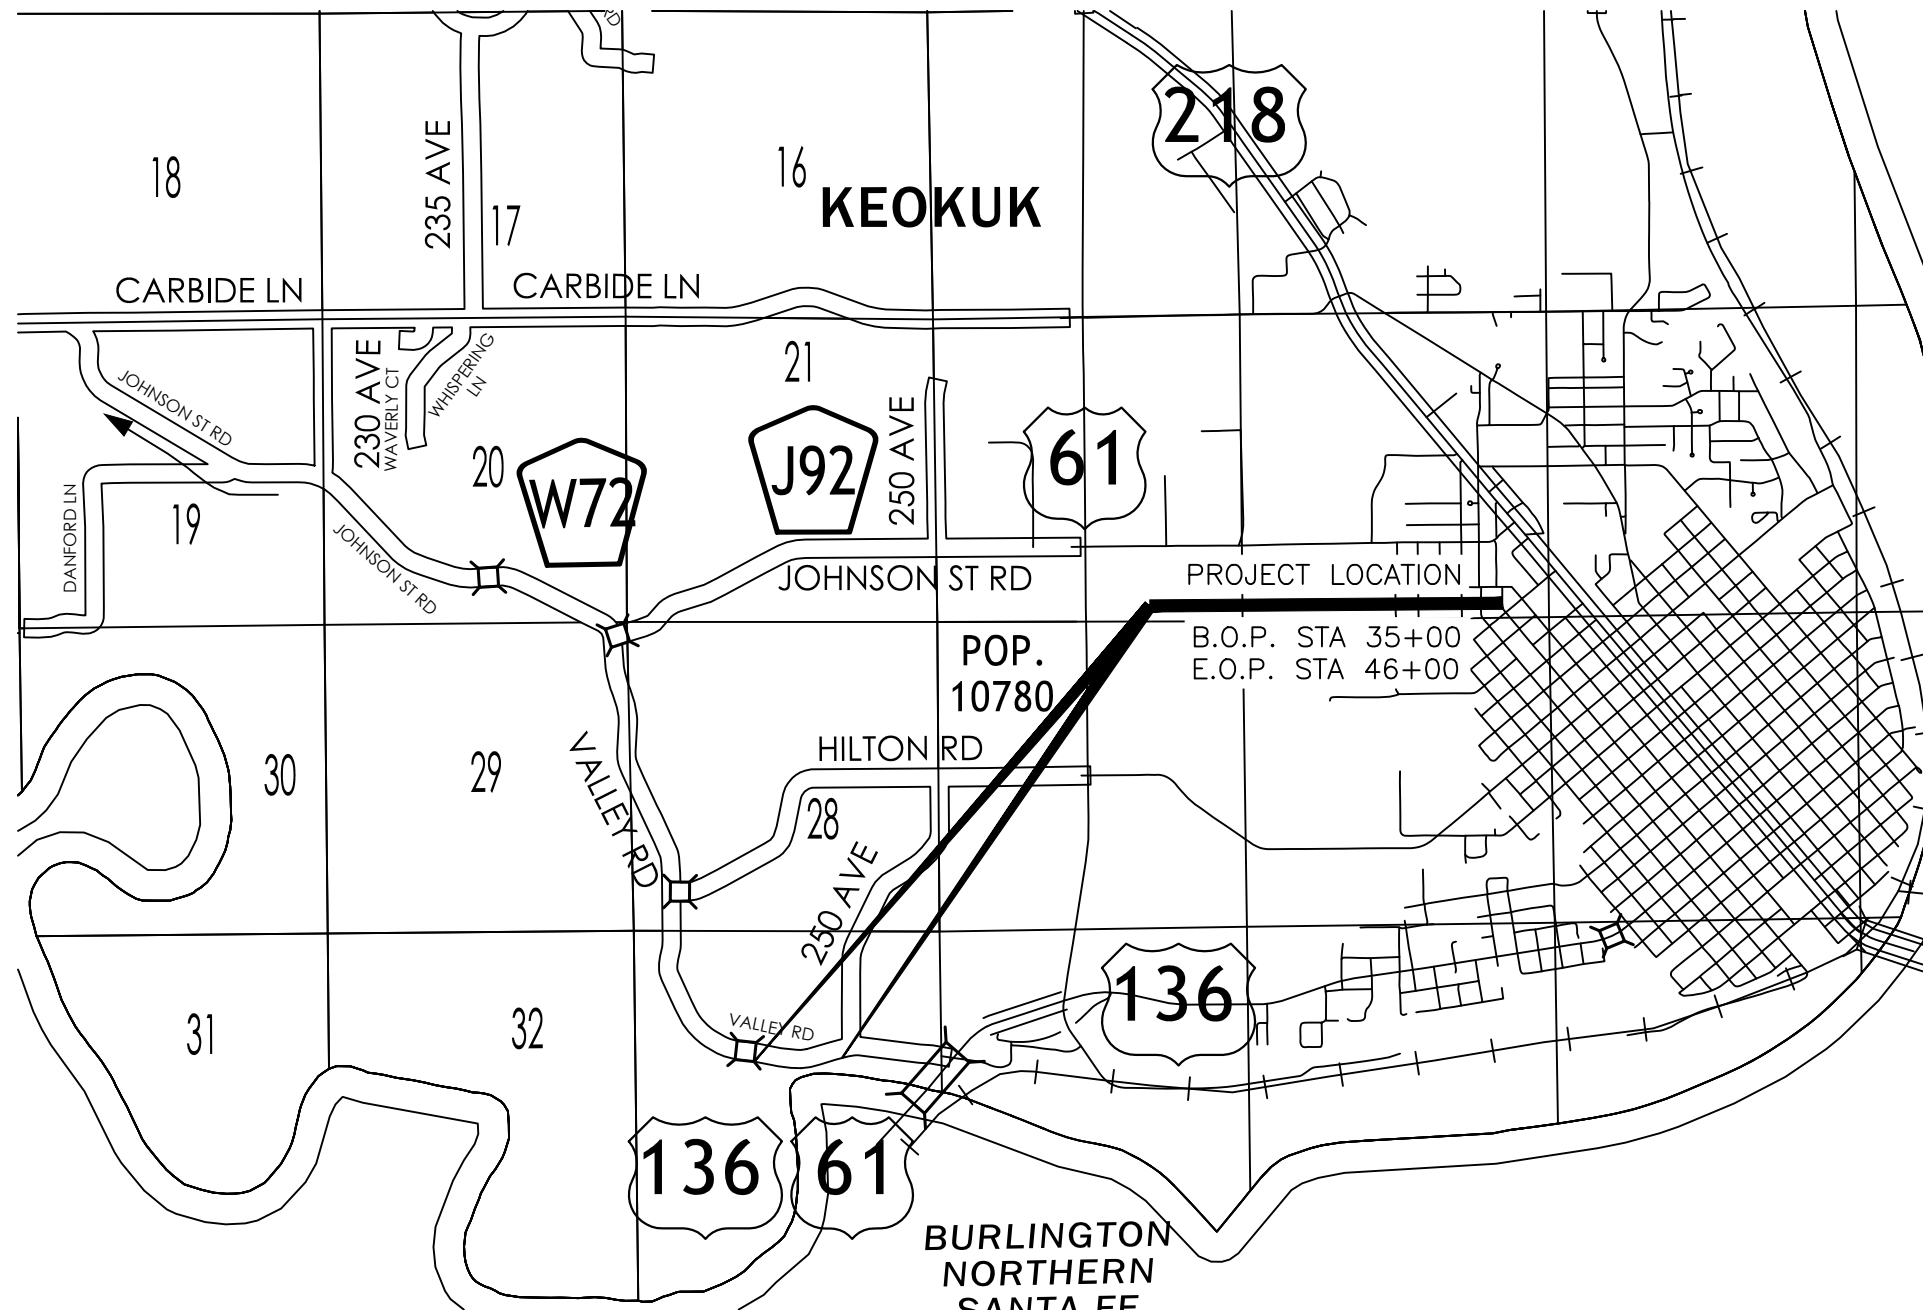 RD
218
18
235 AVE
17
16
KEOKUK
CARBIDE LN
CARBIDE LN
JOHNSON ST RD
230 AVE
WAVERLY CT
WHISPERING
LN
21
20
W72
J92
250 AVE
61
DANFORD LN
19
JOHNSON ST RD
JOHNSON ST RD
PROJECT LOCATION
B.O.P. STA 35+00
E.O.P. STA 46+00
POP.
10780
HILTON RD
30
29
VALLEY RD
28
250 AVE
31
32
VALLEY RD
136
136
61
BURLINGTON
NORTHERN
SANTA FE